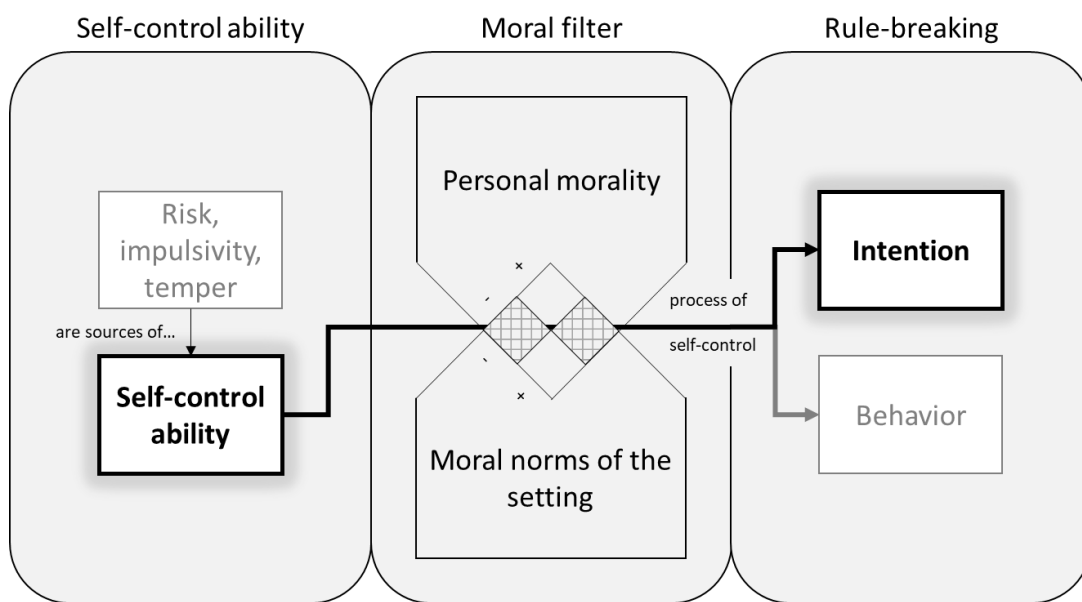 Self-control ability
Moral filter
Rule-breaking
Risk,
impulsivity,
temper
are sources of...
Self-control
ability
Personal morality
×
-
-
×
Moral norms of the
setting
process of
self-control
Intention
Behavior